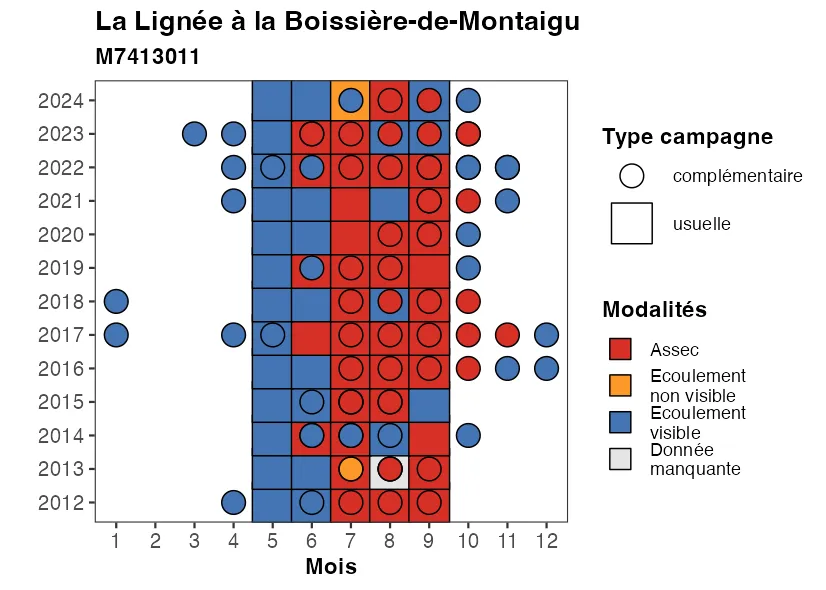 La Lignée à la Boissière-de-Montaigu
M7413011
2024
2023
2022
2021
2020
2019
2018
2017
2016
2015
2014
2013
2012
1 2 3 4 5 6 7 8 9 10 11 12
Mois
Type campagne
complémentaire
usuelle
Modalités
Assec
Ecoulement
non visible
Ecoulement
visible
Donnée
manquante